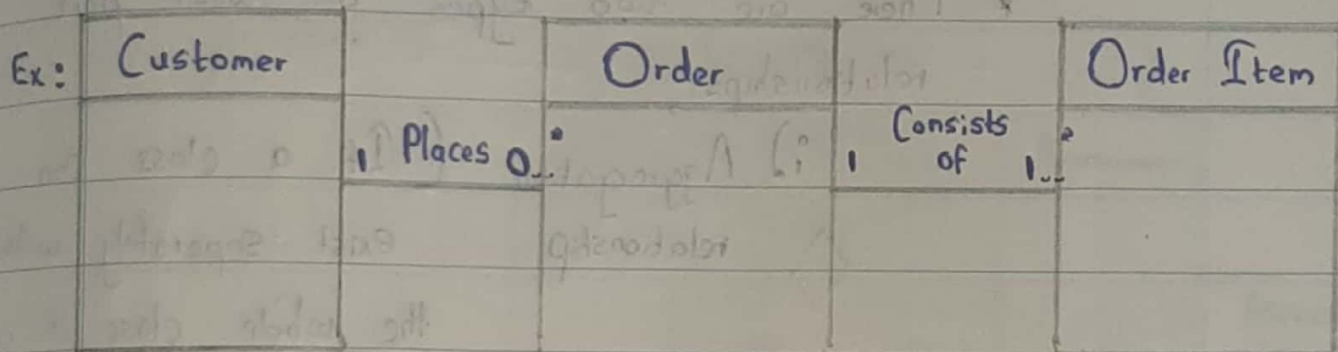 Ex: Customer Order Order Item
1 Places 0..* 1 Consists of 1..*